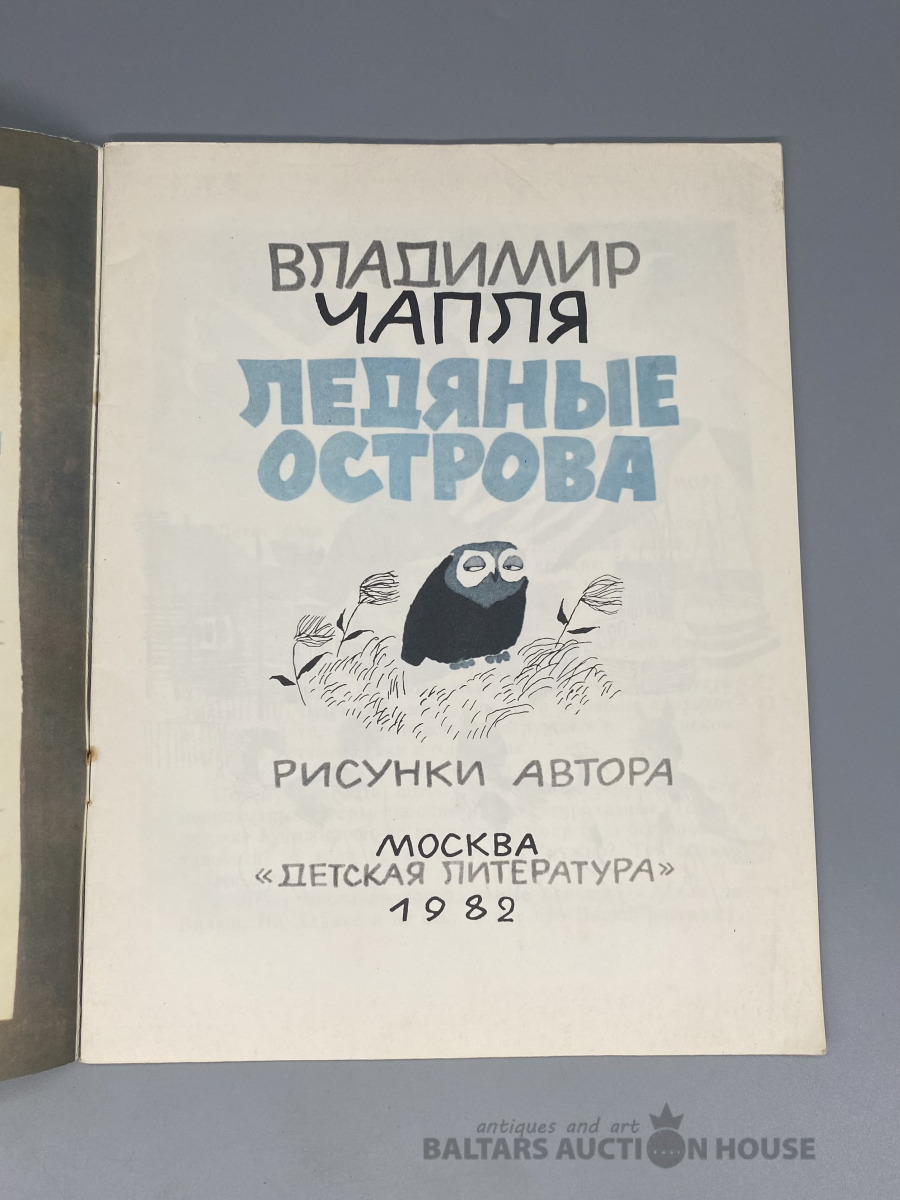 ВЛАДИМИР
ЧАПЛЯ
ЛЕДЯНЫЕ
ОСТРОВА
РИСУНКИ АВТОРА
МОСКВА
«ДЕТСКАЯ ЛИТЕРАТУРА»
1982
antiques and art
BALTARS AUCTION HOUSE